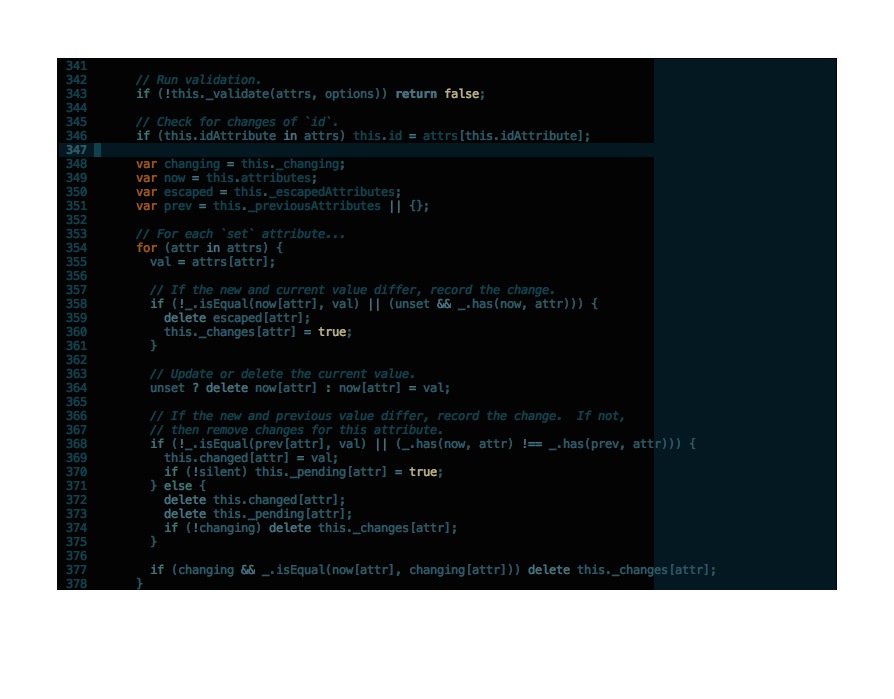 341
342 // Run validation.
343 if (!this._validate(attrs, options)) return false;
344
345 // Check for changes of `id`.
346 if (this.idAttribute in attrs) this.id = attrs[this.idAttribute];
347
348 var changing = this._changing;
349 var now = this.attributes;
350 var escaped = this._escapedAttributes;
351 var prev = this._previousAttributes || {};
352
353 // For each `set` attribute...
354 for (attr in attrs) {
355 val = attrs[attr];
356
357 // If the new and current value differ, record the change.
358 if (!_.isEqual(now[attr], val) || (unset && _.has(now, attr))) {
359 delete escaped[attr];
360 this._changes[attr] = true;
361 }
362
363 // Update or delete the current value.
364 unset ? delete now[attr] : now[attr] = val;
365
366 // If the new and previous value differ, record the change.  If not,
367 // then remove changes for this attribute.
368 if (!_.isEqual(prev[attr], val) || (_.has(now, attr) !== _.has(prev, attr))) {
369 this.changed[attr] = val;
370 if (!silent) this._pending[attr] = true;
371 } else {
372 delete this.changed[attr];
373 delete this._pending[attr];
374 if (!changing) delete this._changes[attr];
375 }
376
377 if (changing && _.isEqual(now[attr], changing[attr])) delete this._changes[attr];
378 }